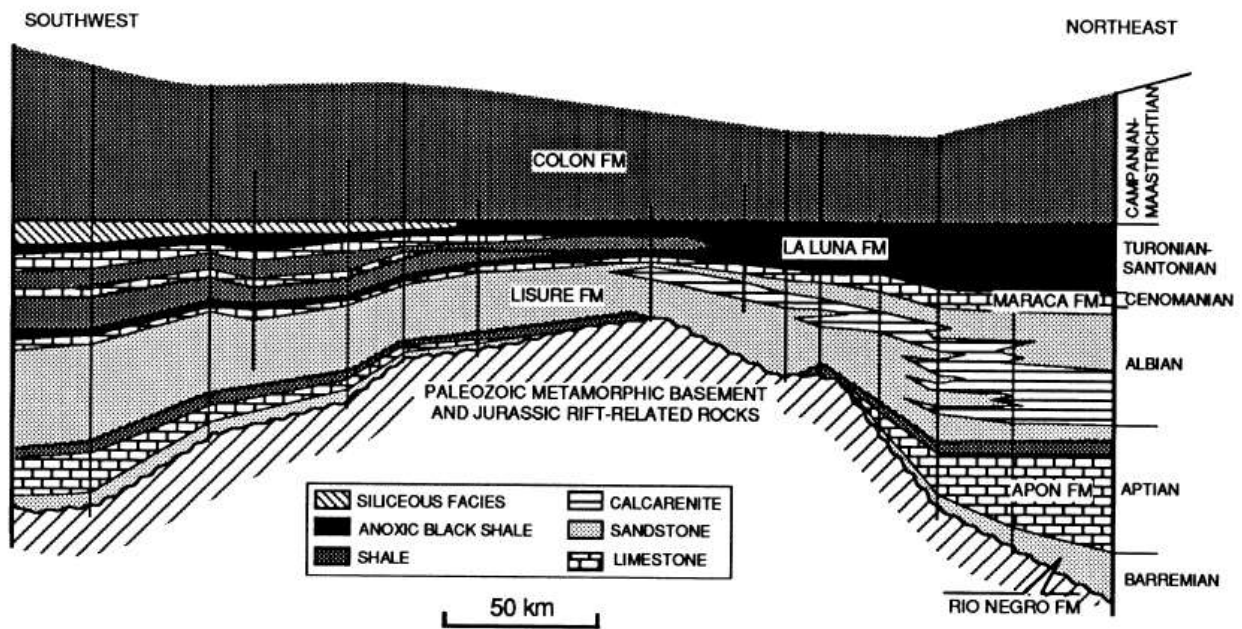 SOUTHWEST
NORTHEAST
COLON FM
CAMPANIAN-
MAASTRICHTIAN
LA LUNA FM
TURONIAN-
SANTONIAN
LISURE FM
MARACA FM
CENOMANIAN
ALBIAN
PALEOZOIC METAMORPHIC BASEMENT
AND JURASSIC RIFT-RELATED ROCKS
SILICEOUS FACIES
CALCARENITE
ANOXIC BLACK SHALE
SANDSTONE
SHALE
LIMESTONE
APON FM
APTIAN
BARREMIAN
RIO NEGRO FM
50 km